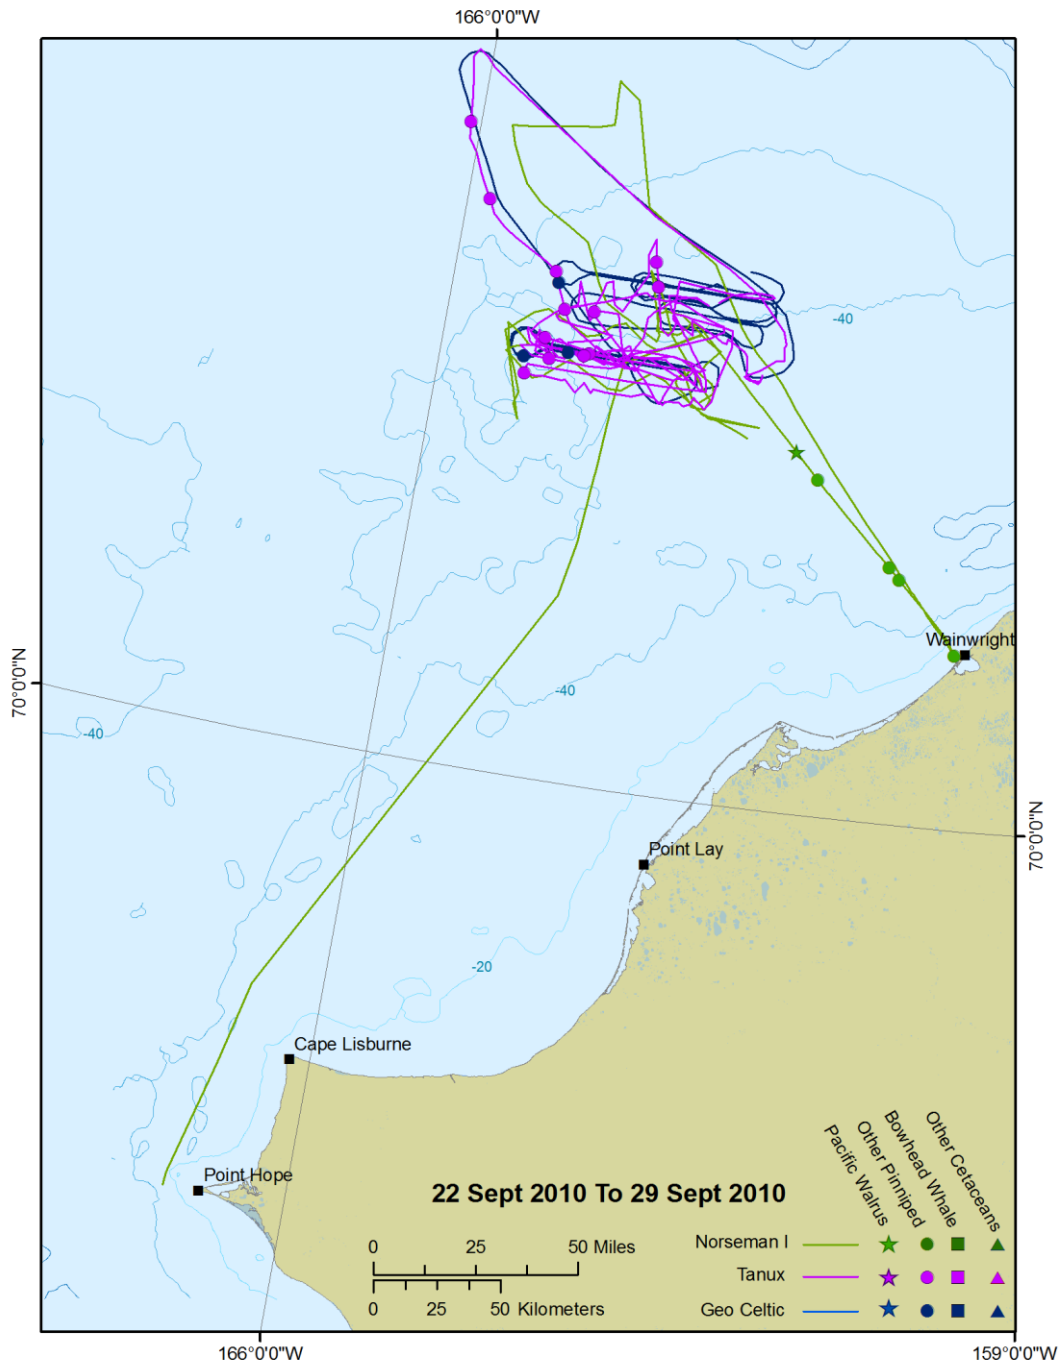 166°0'0"W
-40
Wainwright
70°0'0"N
-40
-40
70°0'0"N
Point Lay
-20
Cape Lisburne
Point Hope
22 Sept 2010 To 29 Sept 2010
Pacific Walrus
Other Pinniped
Bowhead Whale
Other Cetaceans
0 25 50 Miles
0 25 50 Kilometers
Norseman I
Tanux
Geo Celtic
166°0'0"W
159°0'0"W